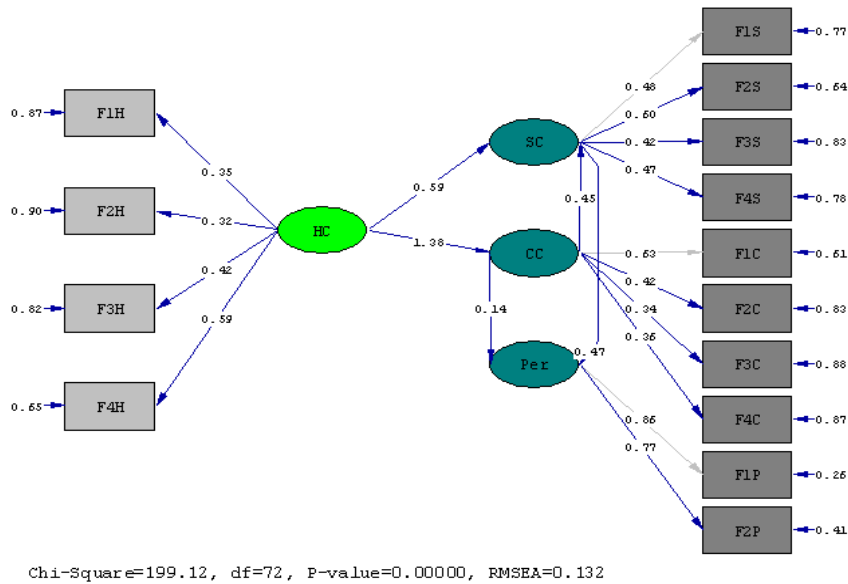 F1S
0.77
F1H
0.87
F2S
0.64
0.48
0.60
F3S
0.83
SC
0.42
0.47
F4S
0.78
0.35
0.59
0.45
F2H
0.90
0.32
HC
1.38
CC
0.63
F1C
0.61
0.42
0.42
F2C
0.83
F3H
0.82
0.14
0.34
0.59
0.36
Per
0.47
F3C
0.88
F4H
0.65
0.86
0.77
F4C
0.87
F1P
0.26
F2P
0.41
Chi-Square=199.12, df=72, P-value=0.00000, RMSEA=0.132